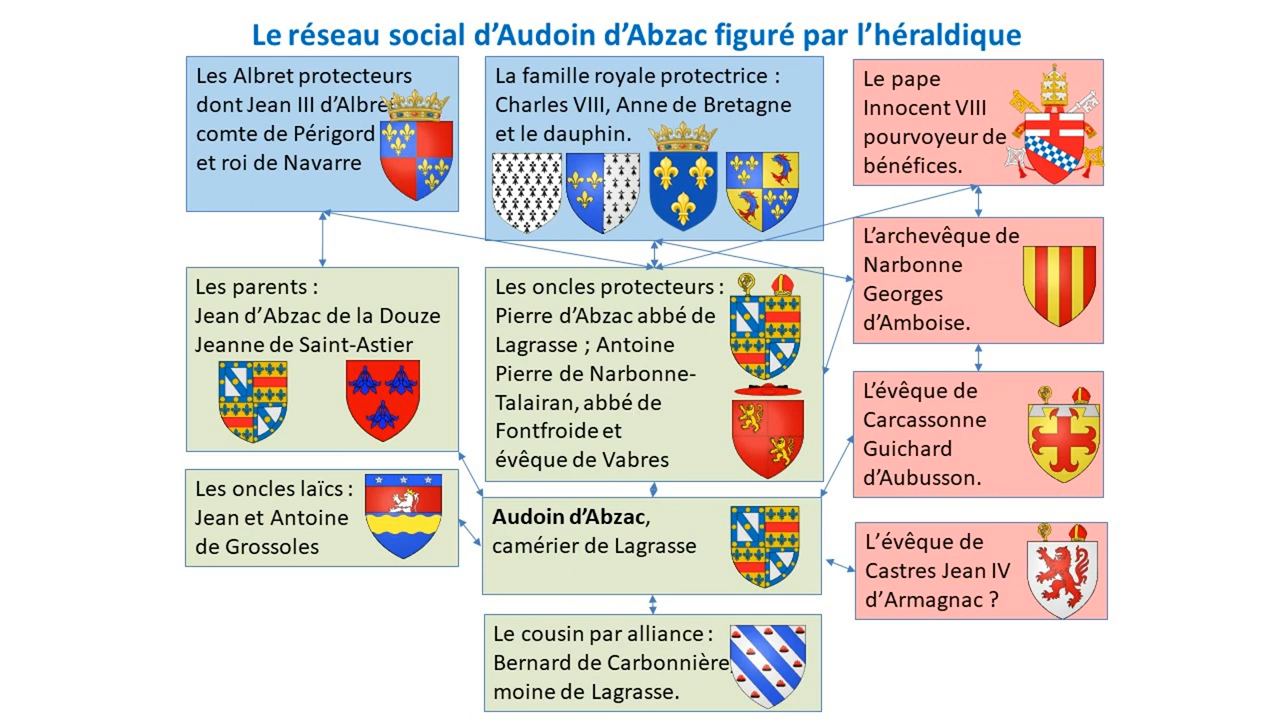 Le réseau social d'Audoin d'Abzac figuré par l'héraldique
Les Albret protecteurs
dont Jean III d'Albret
comte de Périgord
et roi de Navarre
La famille royale protectrice :
Charles VIII, Anne de Bretagne
et le dauphin.
Le pape
Innocent VIII
pourvoyeur de
bénéfices.
L'archevêque de
Narbonne
Georges
d'Amboise.
Les parents :
Jean d'Abzac de la Douze
Jeanne de Saint-Astier
Les oncles protecteurs :
Pierre d'Abzac abbé de
Lagrasse ; Antoine
Pierre de Narbonne-
Talairan, abbé de
Fontfroide et
évêque de Vabres
L'évêque de
Carcassonne
Guichard
d'Aubusson.
Les oncles laïcs :
Jean et Antoine
de Grossoles
Audoin d'Abzac,
camérier de Lagrasse
L'évêque de
Castres Jean IV
d'Armagnac ?
Le cousin par alliance :
Bernard de Carbonnière
moine de Lagrasse.